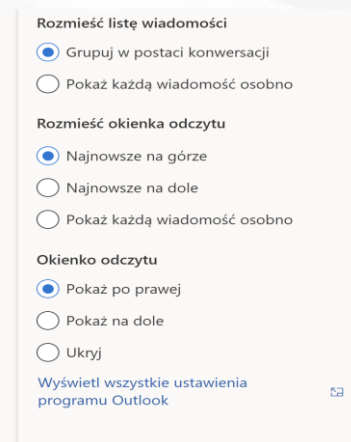 Rozmieść listę wiadomości
Grupuj w postaci konwersacji
Pokaż każdą wiadomość osobno
Rozmieść okienka odczytu
Najnowsze na górze
Najnowsze na dole
Pokaż każdą wiadomość osobno
Okienko odczytu
Pokaż po prawej
Pokaż na dole
Ukryj
Wyświetl wszystkie ustawienia
programu Outlook